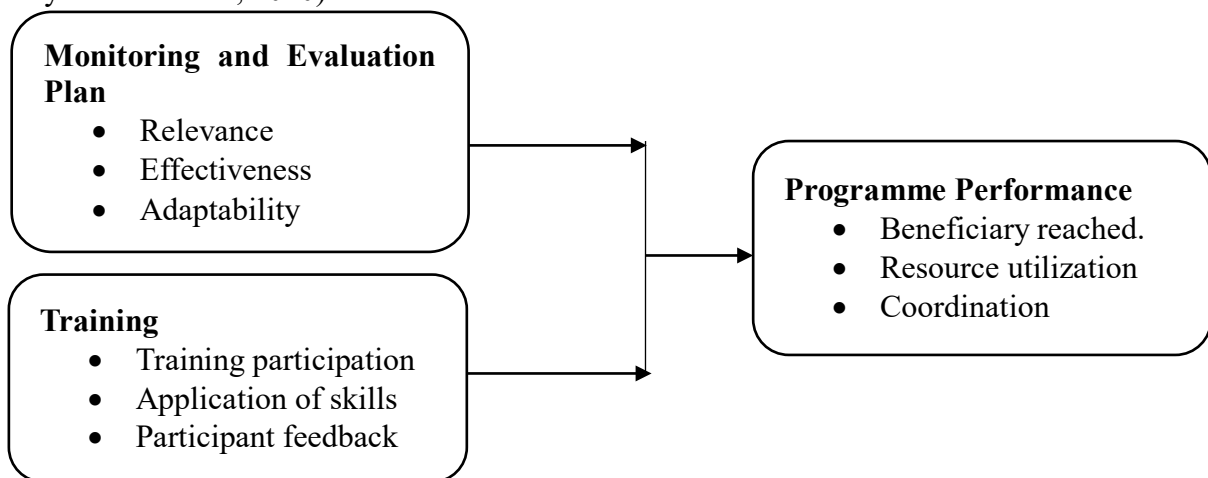 Monitoring and Evaluation
Plan
• Relevance
• Effectiveness
• Adaptability
Programme Performance
• Beneficiary reached.
• Resource utilization
• Coordination
Training
• Training participation
• Application of skills
• Participant feedback